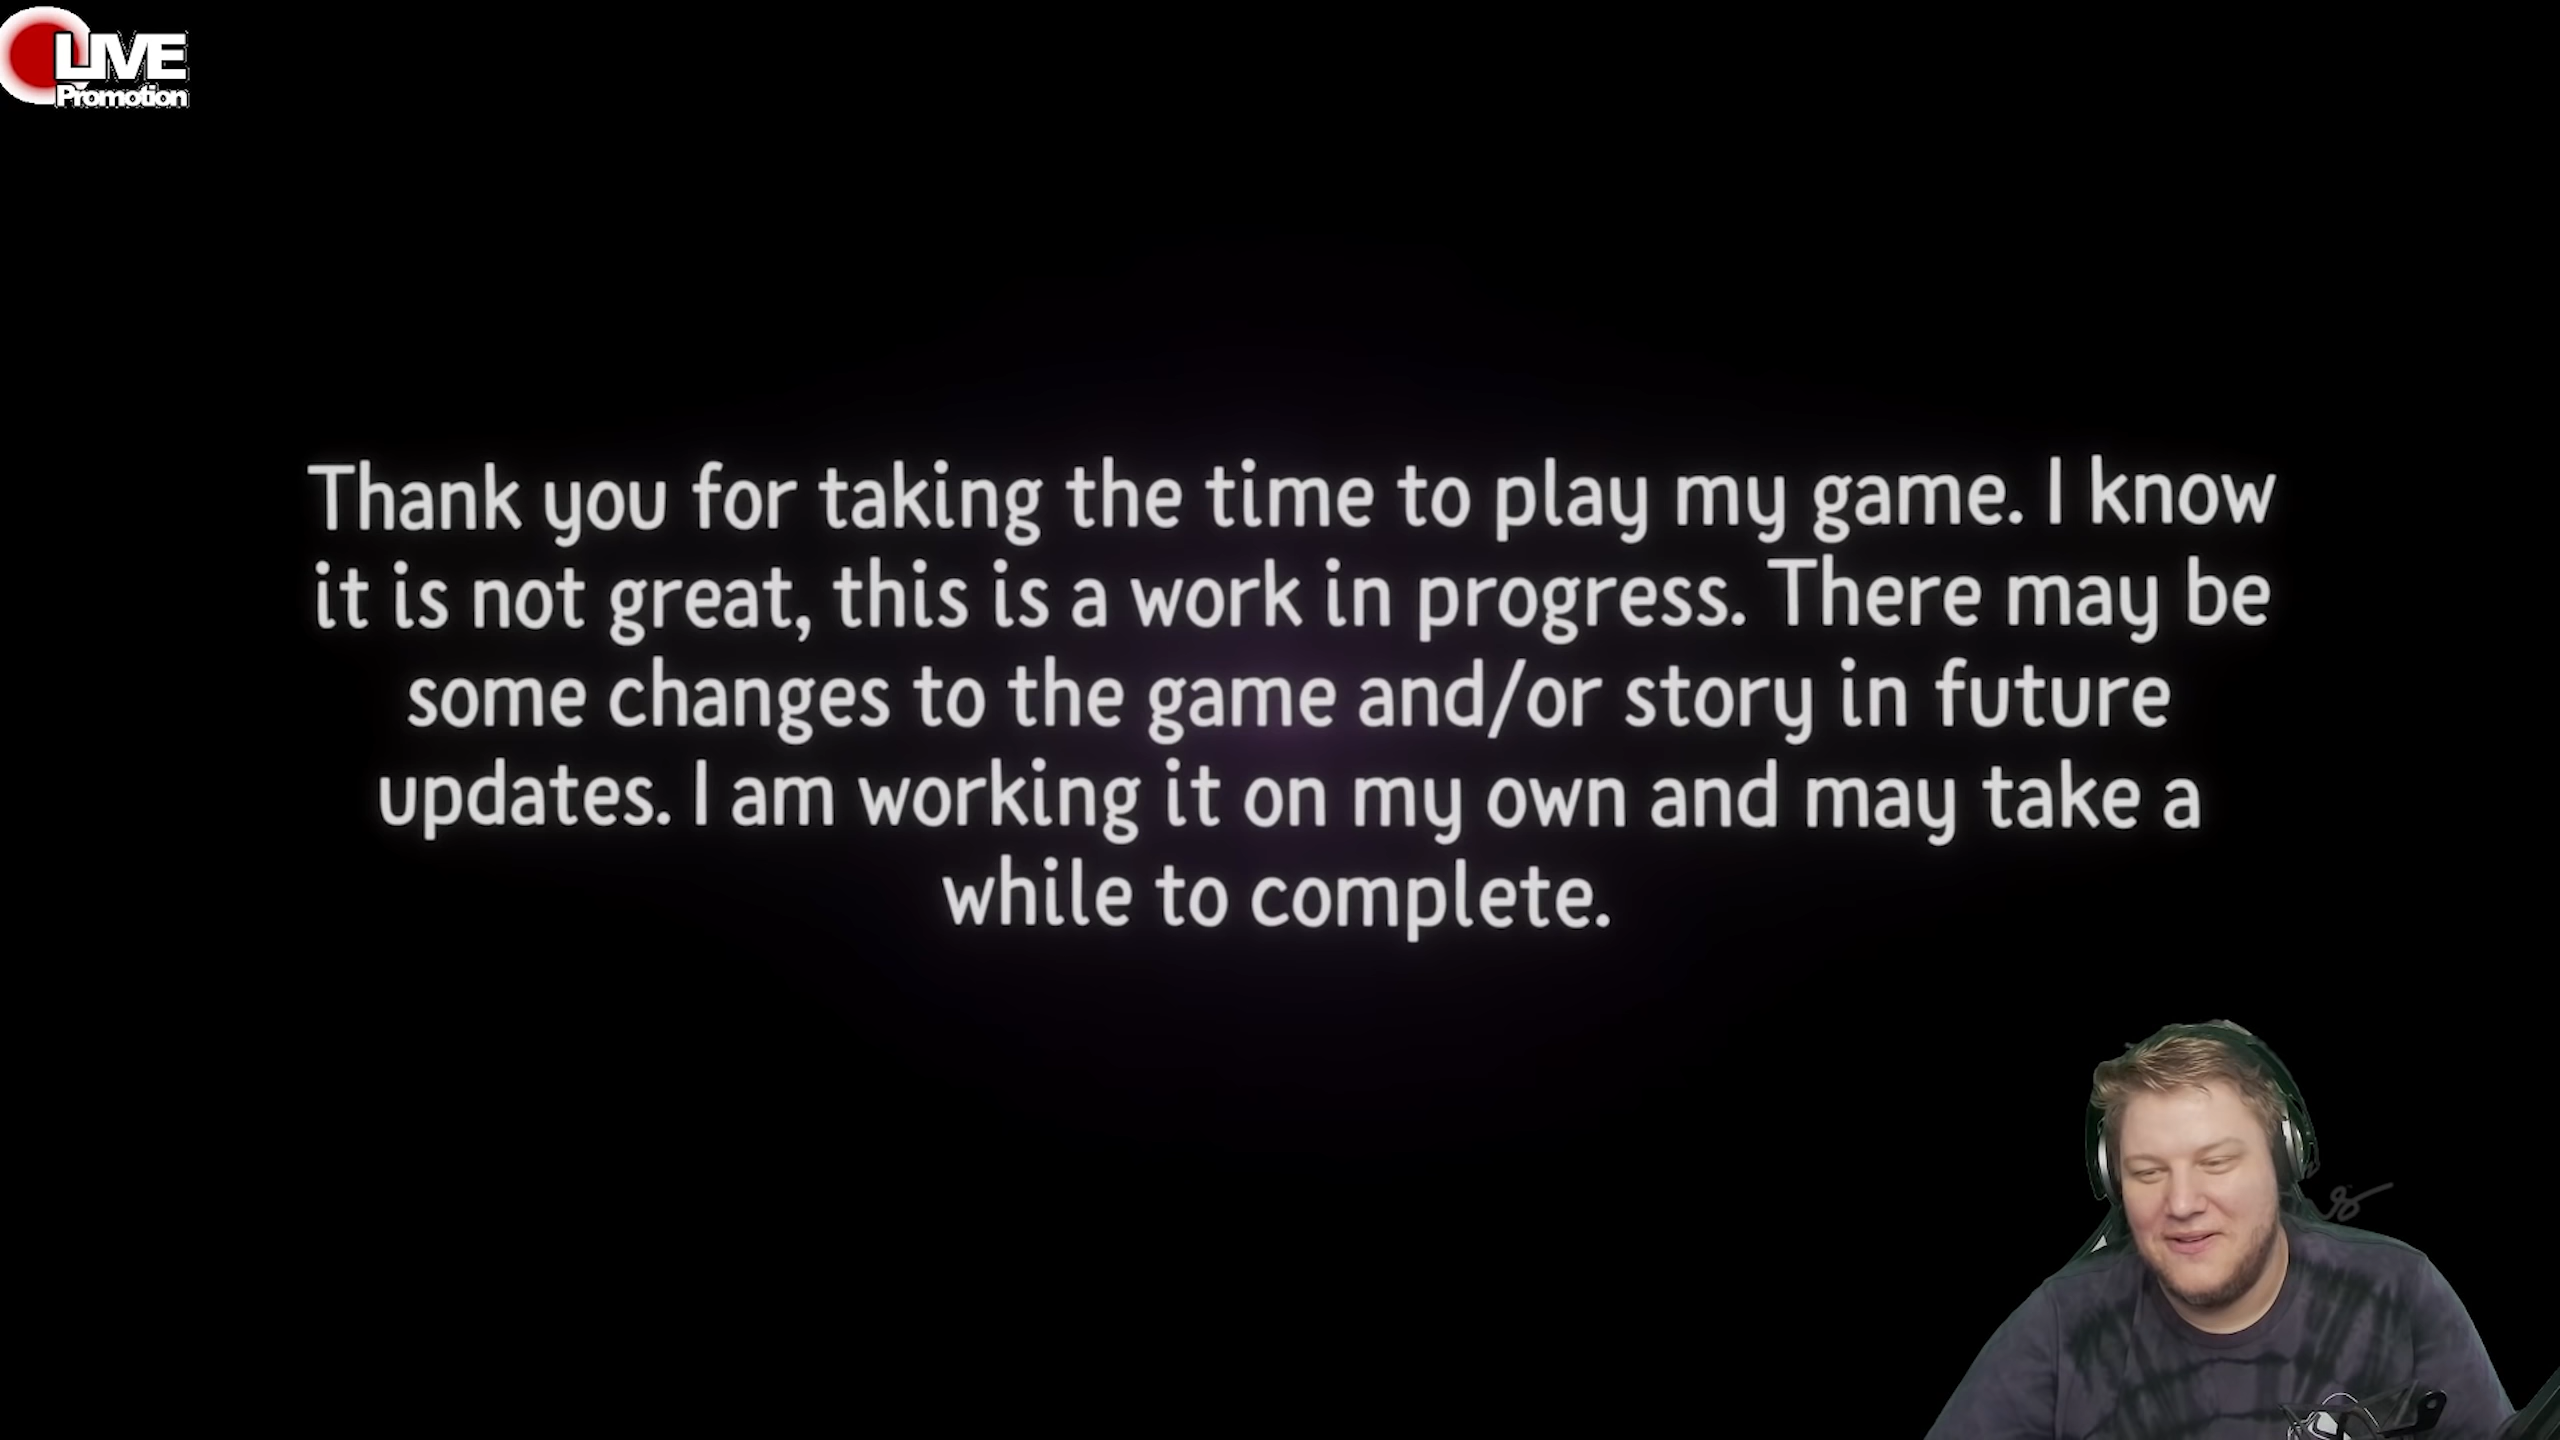 LIVE
Promotion
Thank you for taking the time to play my game. I know
it is not great, this is a work in progress. There may be
some changes to the game and/or story in future
updates. I am working it on my own and may take a
while to complete.